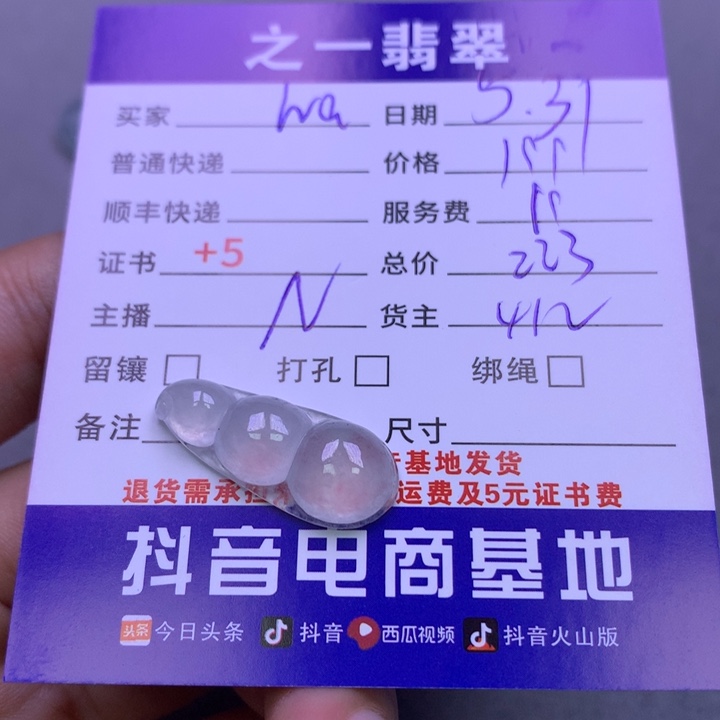 之一翡翠
买家 日期 5.31
普通快递 价格
顺丰快递 服务费
证书 +5 总价 223
主播 N 货主
留镶 打孔 绑绳
备注 尺寸
基地发货
退货需承 运费及5元证书费
抖音电商基地
头条 今日头条 抖音 西瓜视频 抖音火山版